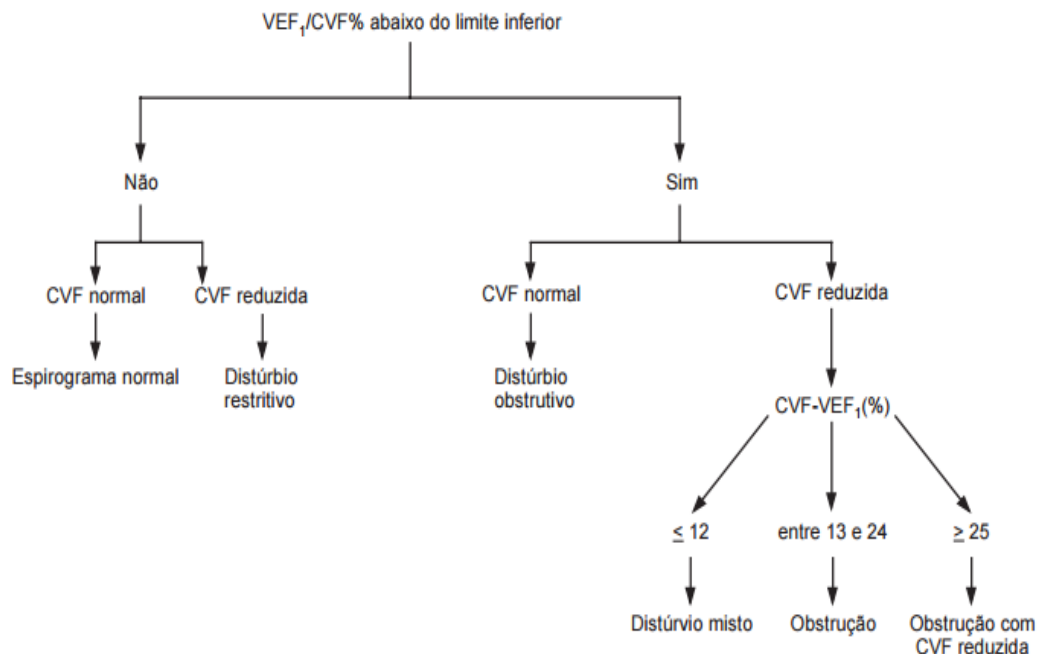 VEF₁/CVF% abaixo do limite inferior
Não
Sim
CVF normal
CVF reduzida
CVF normal
CVF reduzida
Espirograma normal
Distúrbio
restritivo
Distúrbio
obstrutivo
CVF-VEF₁(%)
≤ 12
entre 13 e 24
≥ 25
Distúrvio misto
Obstrução
Obstrução com
CVF reduzida